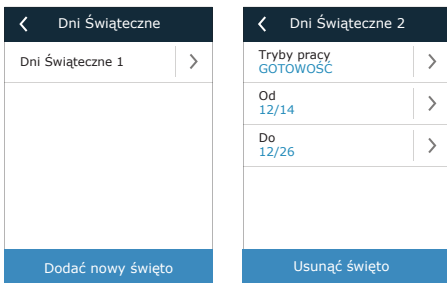 Dni Świąteczne
Dni Świąteczne 1
Dodać nowy święto
Dni Świąteczne 2
Tryby pracy
GOTOWOŚĆ
Od
12/14
Do
12/26
Usunąć święto